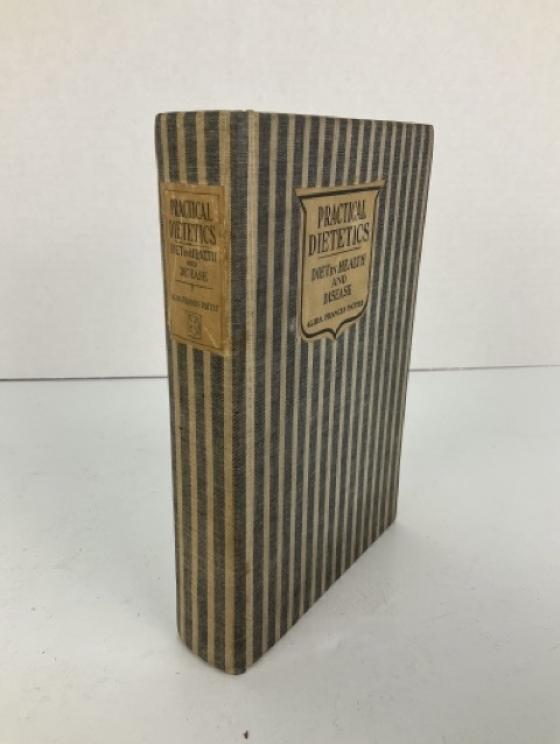 PRACTICAL
DIETETICS
DIET IN HEALTH
AND
DISEASE
ALIDA FRANCES PATTEE
PRACTICAL
DIETETICS
DIET IN HEALTH
AND
DISEASE
ALIDA FRANCES PATTEE